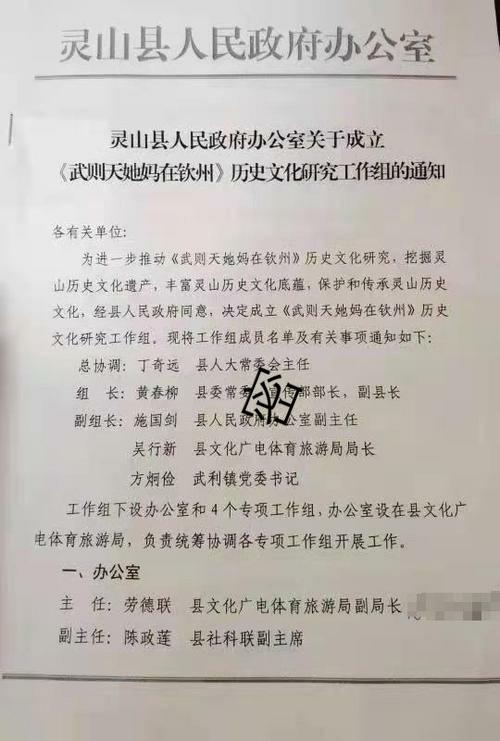 灵山县人民政府办公室
灵山县人民政府办公室关于成立
《武则天她妈在钦州》历史文化研究工作组的通知
各有关单位:
为进一步推动《武则天她妈在钦州》历史文化研究,挖掘灵
山历史文化遗产,丰富灵山历史文化底蕴,保护和传承灵山历史
文化,经县人民政府同意,决定成立《武则天她妈在钦州》历史
文化研究工作组。现将工作组成员名单及有关事项通知如下:
总协调:丁奇远 县人大常委会主任
组 长:黄春柳 县委常委 宣传部部长,副县长
副组长:施国剑 县人民政府办公室副主任
吴行新 县文化广电体育旅游局局长
方炯俭 武利镇党委书记
工作组下设办公室和4个专项工作组,办公室设在县文化广
电体育旅游局,负责统筹协调各专项工作组开展工作。
一、办公室
主 任:劳德联 县文化广电体育旅游局副局长
副主任:陈政莲 县社科联副主席